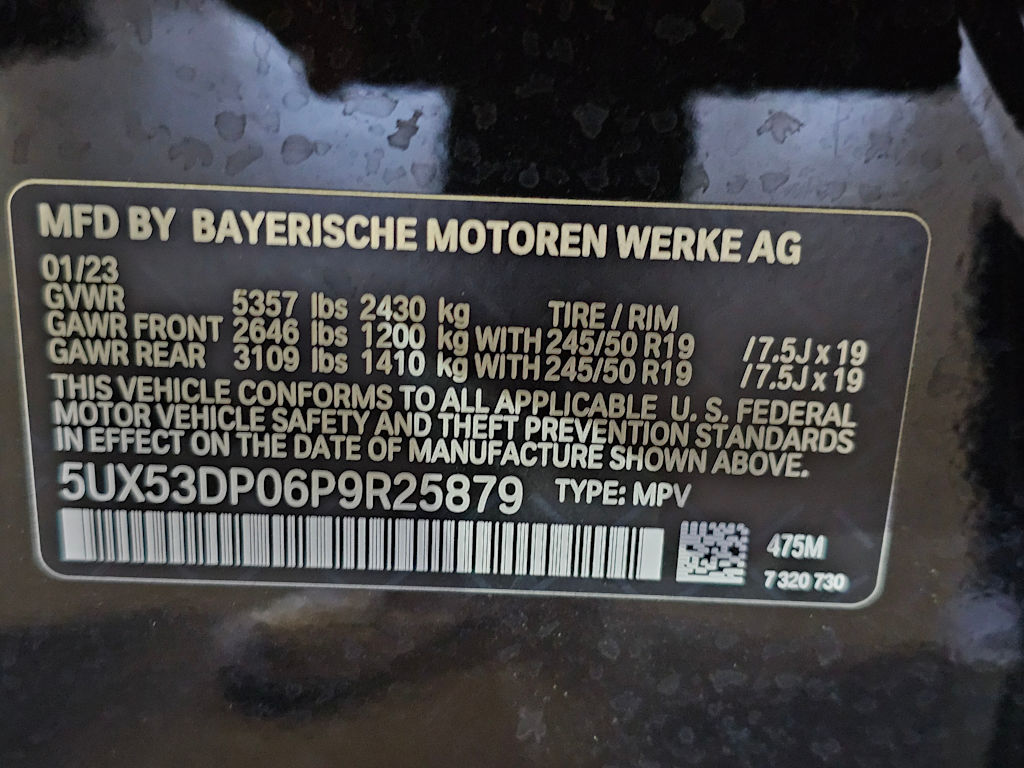 MFD BY BAYERISCHE MOTOREN WERKE AG
01/23
GVWR 5357 lbs 2430 kg TIRE / RIM
GAWR FRONT 2646 lbs 1200 kg WITH 245/50 R19 / 7.5J x 19
GAWR REAR 3109 lbs 1410 kg WITH 245/50 R19 / 7.5J x 19
THIS VEHICLE CONFORMS TO ALL APPLICABLE U. S. FEDERAL
MOTOR VEHICLE SAFETY AND THEFT PREVENTION STANDARDS
IN EFFECT ON THE DATE OF MANUFACTURE SHOWN ABOVE.
5UX53DP06P9R25879 TYPE: MPV
475M
7 320 730